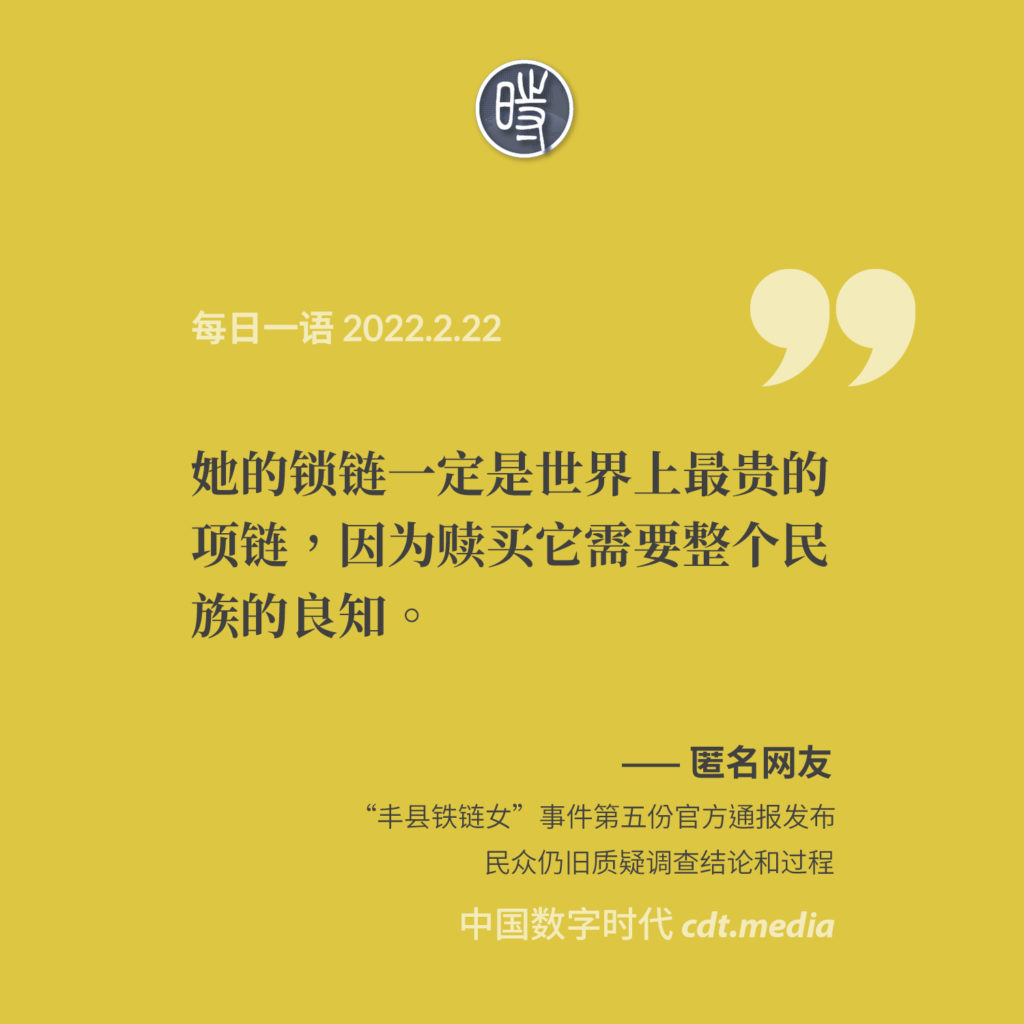 時
每日一语 2022.2.22
她的锁链一定是世界上最贵的
项链，因为赎买它需要整个民
族的良知。
—— 匿名网友
“丰县铁链女”事件第五份官方通报发布
民众仍旧质疑调查结论和过程
中国数字时代 cdt.media